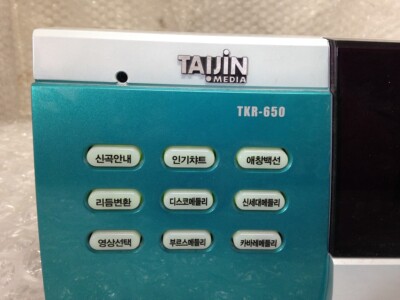 TAIJIN
MEDIA
TKR-650
신곡안내 인기챠트 애창백선
리듬변환 디스코메들리 신세대메들리
영상선택 부르스메들리 카바레메들리